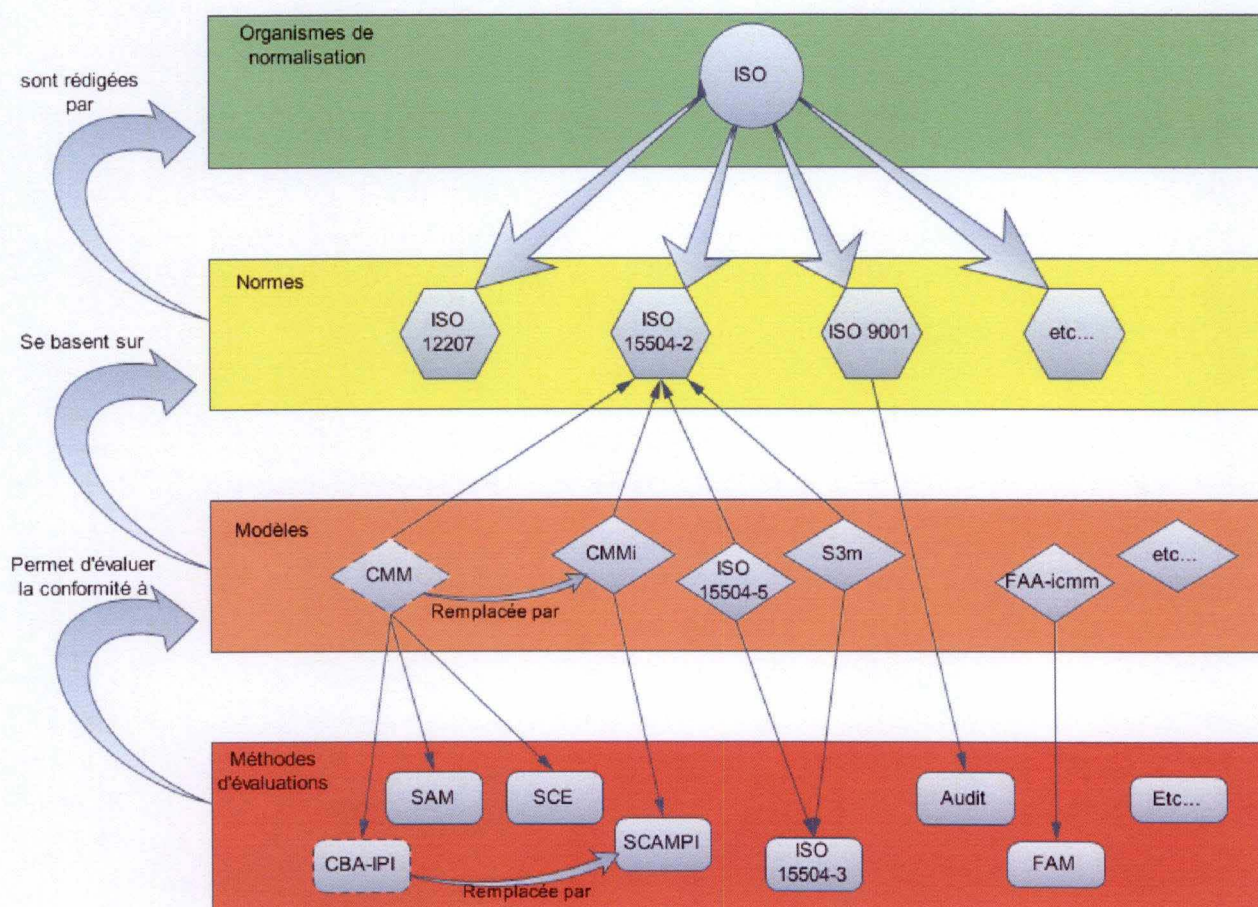 Organismes de
normalisation
ISO
sont rédigées
par
Normes
ISO
12207
ISO
15504-2
ISO 9001
etc...
Se basent sur
Modèles
CMM
CMMi
ISO
15504-5
S3m
FAA-icmm
etc...
Remplacée par
Permet d'évaluer
la conformité à
Méthodes
d'évaluations
SAM
SCE
Audit
Etc...
CBA-IPI
SCAMPI
ISO
15504-3
FAM
Remplacée par